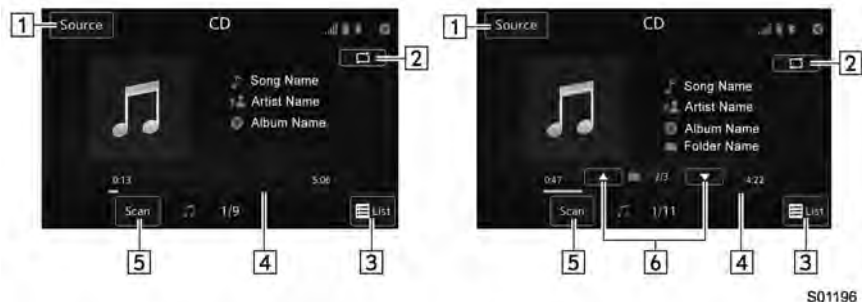 1 Source
CD
2
Song Name
Artist Name
Album Name
0:13
5:06
Scan
1/9
List
5
4
3
1 Source
CD
2
Song Name
Artist Name
Album Name
Folder Name
0:47
4:22
Scan
1/11
List
5
6
4
3
S01196